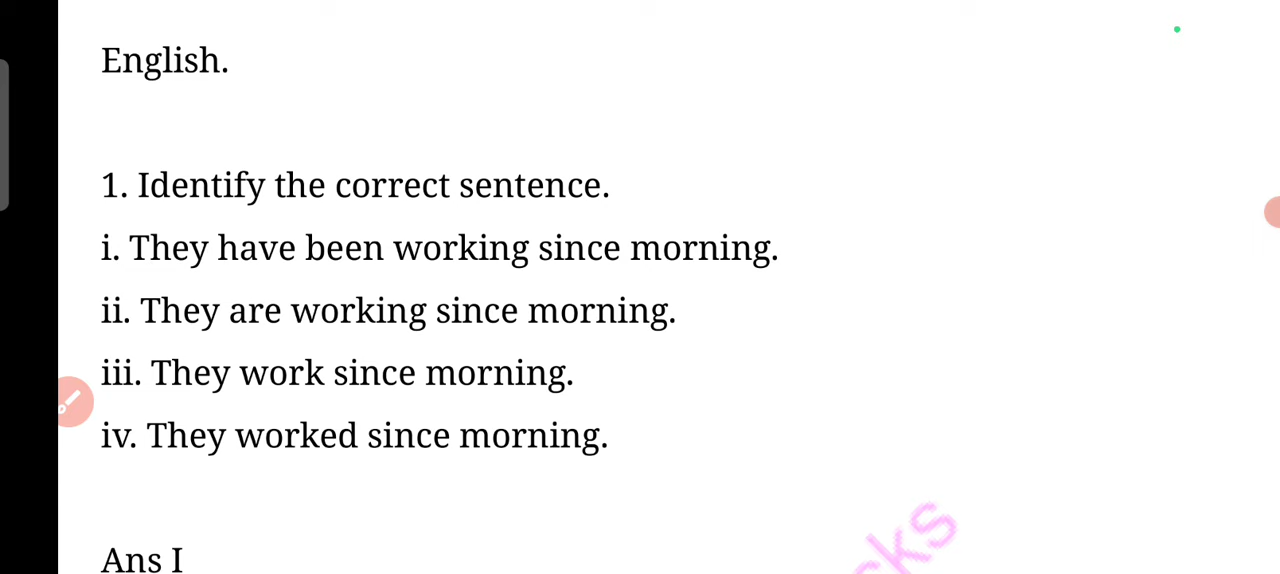 English.
1. Identify the correct sentence.
i. They have been working since morning.
ii. They are working since morning.
iii. They work since morning.
iv. They worked since morning.
Ans I